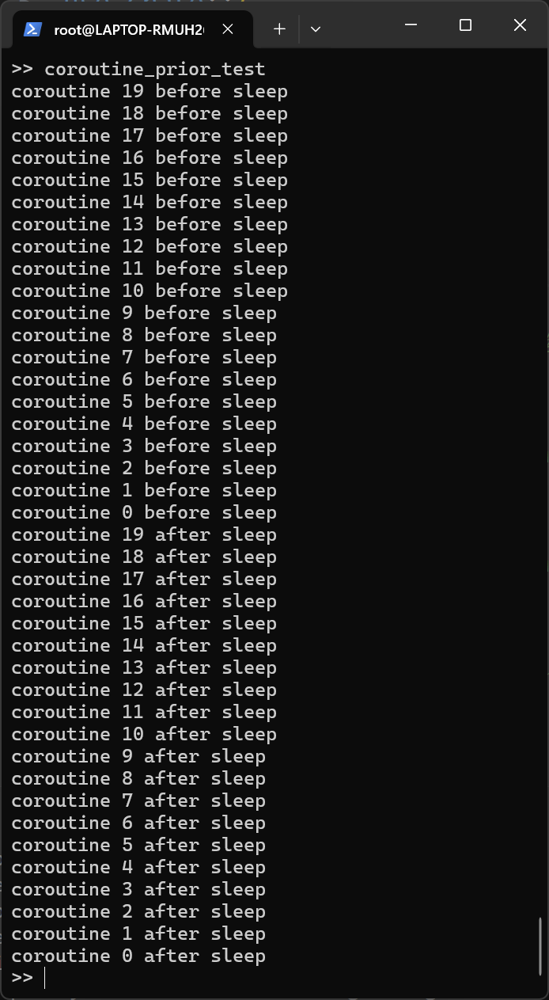 root@LAPTOP-RMUH2
>> coroutine_prior_test
coroutine 19 before sleep
coroutine 18 before sleep
coroutine 17 before sleep
coroutine 16 before sleep
coroutine 15 before sleep
coroutine 14 before sleep
coroutine 13 before sleep
coroutine 12 before sleep
coroutine 11 before sleep
coroutine 10 before sleep
coroutine 9 before sleep
coroutine 8 before sleep
coroutine 7 before sleep
coroutine 6 before sleep
coroutine 5 before sleep
coroutine 4 before sleep
coroutine 3 before sleep
coroutine 2 before sleep
coroutine 1 before sleep
coroutine 0 before sleep
coroutine 19 after sleep
coroutine 18 after sleep
coroutine 17 after sleep
coroutine 16 after sleep
coroutine 15 after sleep
coroutine 14 after sleep
coroutine 13 after sleep
coroutine 12 after sleep
coroutine 11 after sleep
coroutine 10 after sleep
coroutine 9 after sleep
coroutine 8 after sleep
coroutine 7 after sleep
coroutine 6 after sleep
coroutine 5 after sleep
coroutine 4 after sleep
coroutine 3 after sleep
coroutine 2 after sleep
coroutine 1 after sleep
coroutine 0 after sleep
>>